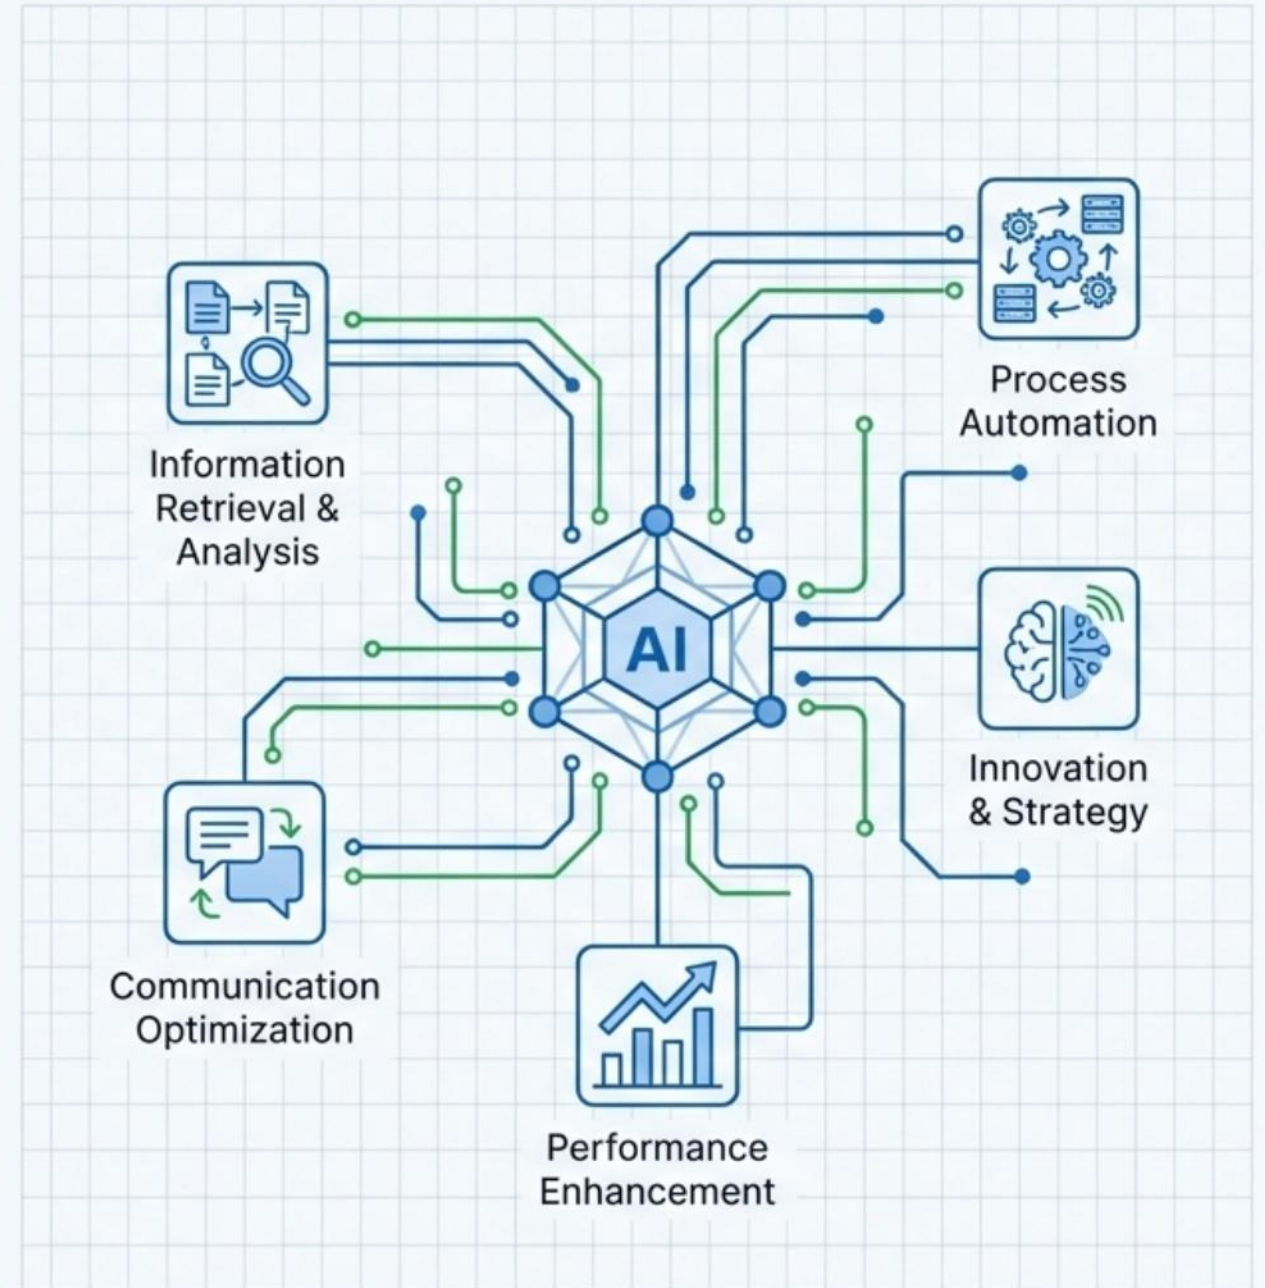 Process
Automation
Information
Retrieval &
Analysis
AI
Innovation
& Strategy
Communication
Optimization
Performance
Enhancement